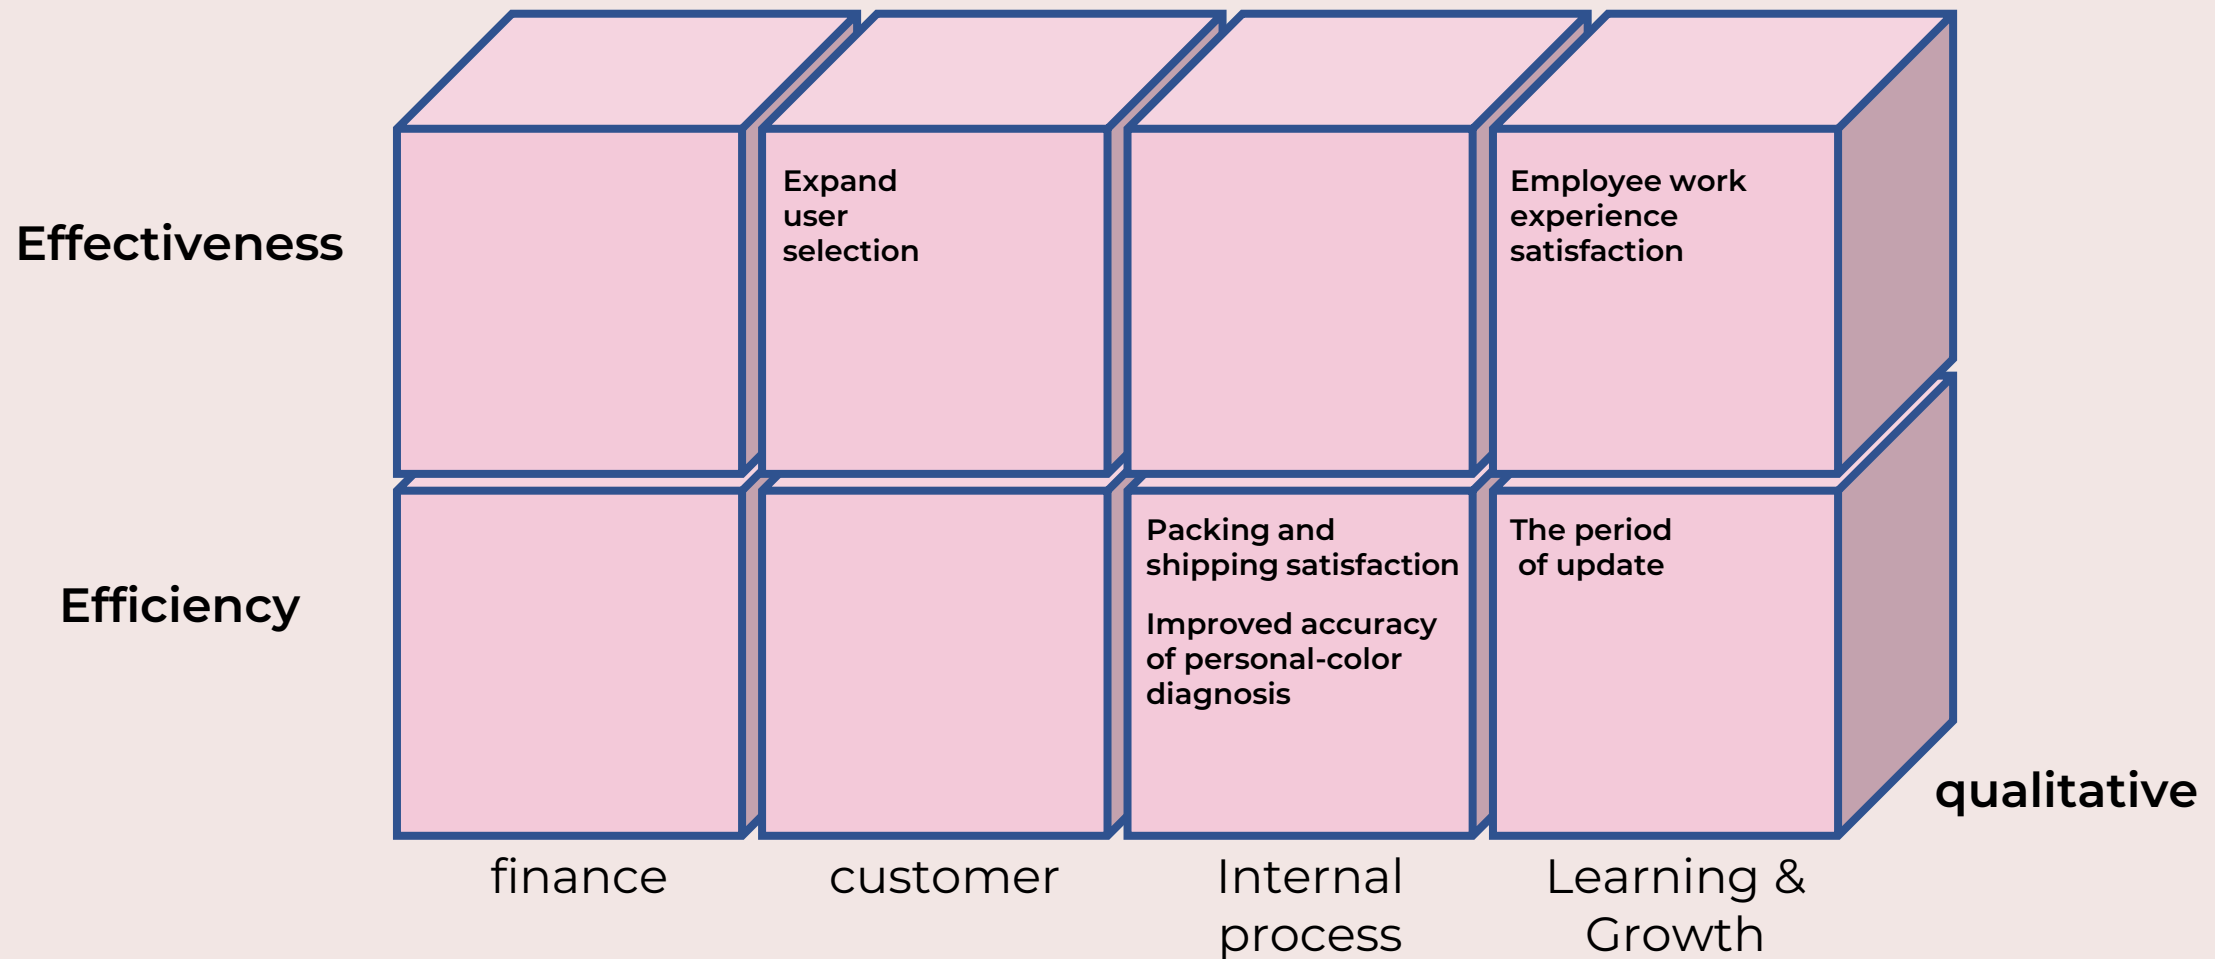 Effectiveness
Expand
user
selection
Employee work
experience
satisfaction
Efficiency
Packing and
shipping satisfaction
Improved accuracy
of personal-color
diagnosis
The period
of update
qualitative
finance
customer
Internal
process
Learning &
Growth